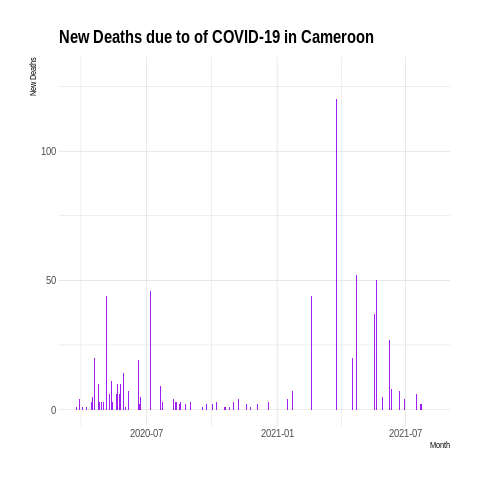 New Deaths due to of COVID-19 in Cameroon
New Deaths
100
50
0
2020-07
2021-01
2021-07
Month